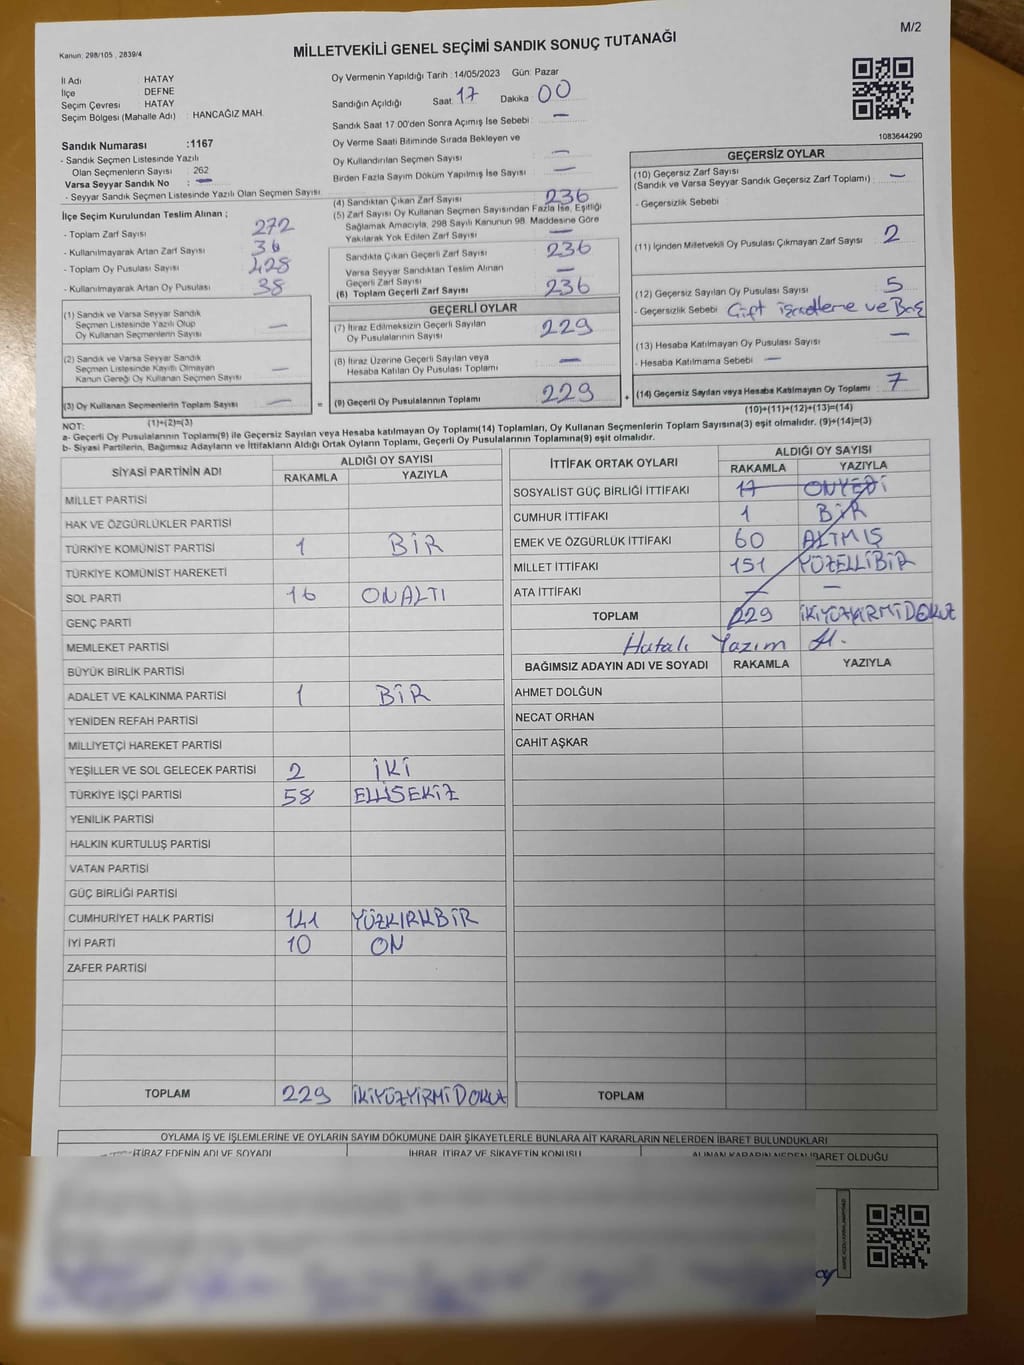 M/2
Kanun: 298/105 , 2839/4
MİLLETVEKİLİ GENEL SEÇİMİ SANDIK SONUÇ TUTANAĞI
İl Adı HATAY
İlçe DEFNE
Seçim Çevresi HATAY
Seçim Bölgesi (Mahalle Adı) : HANCAĞIZ MAH.
Sandık Numarası :1167
- Sandık Seçmen Listesinde Yazılı
Olan Seçmenlerin Sayısı : 262
Varsa Seyyar Sandık No : —
- Seyyar Sandık Seçmen Listesinde Yazılı Olan Seçmen Sayısı
İlçe Seçim Kurulundan Teslim Alınan ;
- Toplam Zarf Sayısı 272
- Kullanılmayarak Artan Zarf Sayısı 36
- Toplam Oy Pusulası Sayısı 428
- Kullanılmayarak Artan Oy Pusulası 38
(1) Sandık ve Varsa Seyyar Sandık
Seçmen Listesinde Yazılı Olup
Oy Kullanan Seçmenlerin Sayısı —
(2) Sandık ve Varsa Seyyar Sandık
Seçmen Listesinde Kayıtlı Olmayan
Kanun Gereği Oy Kullanan Seçmen Sayısı —
(3) Oy Kullanan Seçmenlerin Toplam Sayısı —
(1)+(2)=(3)
Oy Vermenin Yapıldığı Tarih : 14/05/2023 Gün: Pazar
Sandığın Açıldığı Saat: 17 Dakika 00
Sandık Saat 17:00'den Sonra Açımış İse Sebebi : —
Oy Verme Saati Bitiminde Sırada Bekleyen ve
Oy Kullandırılan Seçmen Sayısı —
Birden Fazla Sayım Döküm Yapılmış İse Sayısı —
(4) Sandıktan Çıkan Zarf Sayısı 236
(5) Zarf Sayısı Oy Kullanan Seçmen Sayısından Fazla İse, Eşitliği
Sağlamak Amacıyla, 298 Sayılı Kanunun 98. Maddesine Göre
Yakılarak Yok Edilen Zarf Sayısı —
Sandıkta Çıkan Geçerli Zarf Sayısı 236
Varsa Seyyar Sandıktan Teslim Alınan
Geçerli Zarf Sayısı —
(6) Toplam Geçerli Zarf Sayısı 236
GEÇERLİ OYLAR
(7) İtiraz Edilmeksizin Geçerli Sayılan
Oy Pusulalarının Sayısı 229
(8) İtiraz Üzerine Geçerli Sayılan veya
Hesaba Katılan Oy Pusulası Toplamı —
= (9) Geçerli Oy Pusulalarının Toplamı 229
1083644290
GEÇERSİZ OYLAR
(10) Geçersiz Zarf Sayısı
(Sandık ve Varsa Seyyar Sandık Geçersiz Zarf Toplamı) : —
- Geçersizlik Sebebi
(11) İçinden Milletvekili Oy Pusulası Çıkmayan Zarf Sayısı 2
(12) Geçersiz Sayılan Oy Pusulası Sayısı 5
- Geçersizlik Sebebi Çift işaretleme ve Boş
(13) Hesaba Katılmayan Oy Pusulası Sayısı —
- Hesaba Katılmama Sebebi —
+ (14) Geçersiz Sayılan veya Hesaba Katılmayan Oy Toplamı 7
(10)+(11)+(12)+(13)=(14)
NOT:
a- Geçerli Oy Pusulalarının Toplamı(9) ile Geçersiz Sayılan veya Hesaba katılmayan Oy Toplamı(14) Toplamları, Oy Kullanan Seçmenlerin Toplam Sayısına(3) eşit olmalıdır. (9)+(14)=(3)
b- Siyasi Partilerin, Bağımsız Adayların ve İttifakların Aldığı Ortak Oyların Toplamı, Geçerli Oy Pusulalarının Toplamına(9) eşit olmalıdır.
SİYASİ PARTİNİN ADI ALDIĞI OY SAYISI
RAKAMLA YAZIYLA
MİLLET PARTİSİ
HAK VE ÖZGÜRLÜKLER PARTİSİ
TÜRKİYE KOMÜNİST PARTİSİ 1 BİR
TÜRKİYE KOMÜNİST HAREKETİ
SOL PARTİ 16 ONALTI
GENÇ PARTİ
MEMLEKET PARTİSİ
BÜYÜK BİRLİK PARTİSİ
ADALET VE KALKINMA PARTİSİ 1 BİR
YENİDEN REFAH PARTİSİ
MİLLİYETÇİ HAREKET PARTİSİ
YEŞİLLER VE SOL GELECEK PARTİSİ 2 İKİ
TÜRKİYE İŞÇİ PARTİSİ 58 ELLİSEKİZ
YENİLİK PARTİSİ
HALKIN KURTULUŞ PARTİSİ
VATAN PARTİSİ
GÜÇ BİRLİĞİ PARTİSİ
CUMHURİYET HALK PARTİSİ 141 YÜZKIRKBİR
İYİ PARTİ 10 ON
ZAFER PARTİSİ
TOPLAM 229 İKİYÜZYİRMİDOKUZ
İTTİFAK ORTAK OYLARI ALDIĞI OY SAYISI
RAKAMLA YAZIYLA
SOSYALİST GÜÇ BİRLİĞİ İTTİFAKI 17 ONYEDİ
CUMHUR İTTİFAKI 1 BİR
EMEK VE ÖZGÜRLÜK İTTİFAKI 60 ALTMIŞ
MİLLET İTTİFAKI 151 YÜZELLİBİR
ATA İTTİFAKI — —
TOPLAM 229 İKİYÜZYİRMİDOKUZ
Hatalı Yazım
BAĞIMSIZ ADAYIN ADI VE SOYADI RAKAMLA YAZIYLA
AHMET DOLĞUN
NECAT ORHAN
CAHİT AŞKAR
TOPLAM
OYLAMA İŞ VE İŞLEMLERİNE VE OYLARIN SAYIM DÖKÜMÜNE DAİR ŞİKAYETLERLE BUNLARA AİT KARARLARIN NELERDEN İBARET BULUNDUKLARI
İTİRAZ EDENİN ADI VE SOYADI İHBAR, İTİRAZ VE ŞİKAYETİN KONUSU ALINAN KARARIN NEDEN İBARET OLDUĞU